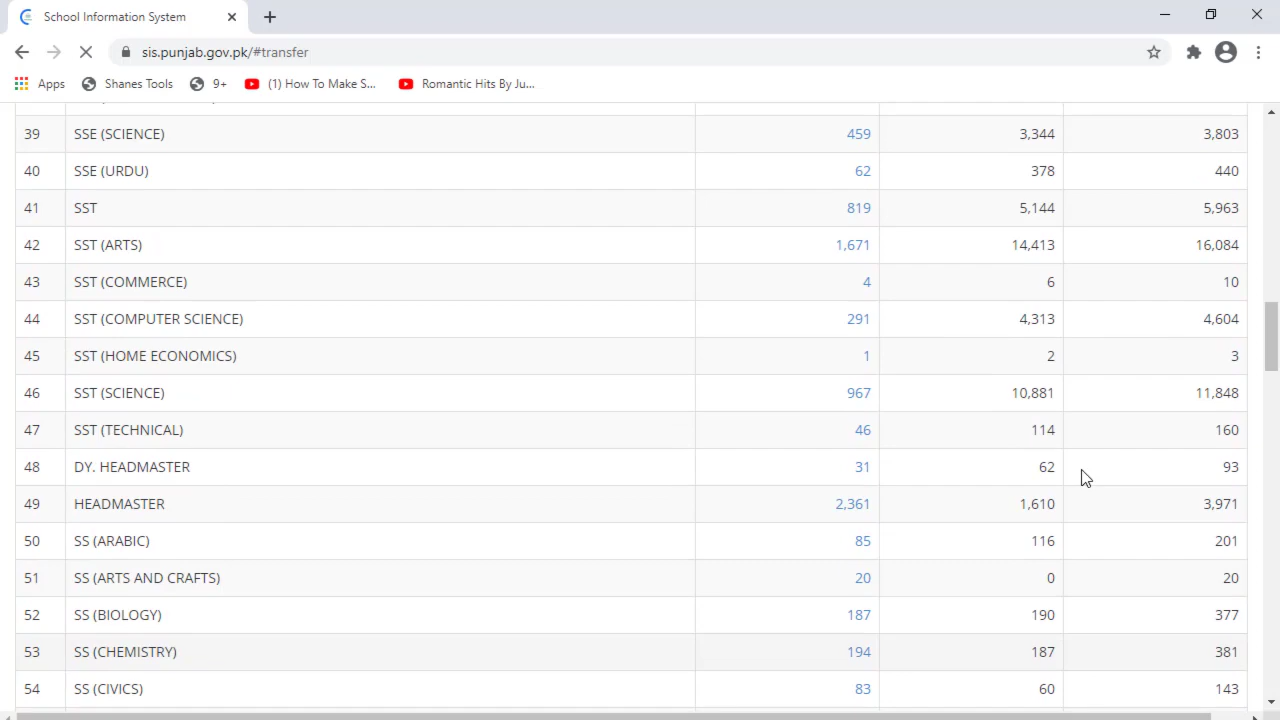 School Information System
sis.punjab.gov.pk/#transfer
Apps Shanes Tools 9+ (1) How To Make S... Romantic Hits By Ju...
39 SSE (SCIENCE) 459 3,344 3,803
40 SSE (URDU) 62 378 440
41 SST 819 5,144 5,963
42 SST (ARTS) 1,671 14,413 16,084
43 SST (COMMERCE) 4 6 10
44 SST (COMPUTER SCIENCE) 291 4,313 4,604
45 SST (HOME ECONOMICS) 1 2 3
46 SST (SCIENCE) 967 10,881 11,848
47 SST (TECHNICAL) 46 114 160
48 DY. HEADMASTER 31 62 93
49 HEADMASTER 2,361 1,610 3,971
50 SS (ARABIC) 85 116 201
51 SS (ARTS AND CRAFTS) 20 0 20
52 SS (BIOLOGY) 187 190 377
53 SS (CHEMISTRY) 194 187 381
54 SS (CIVICS) 83 60 143